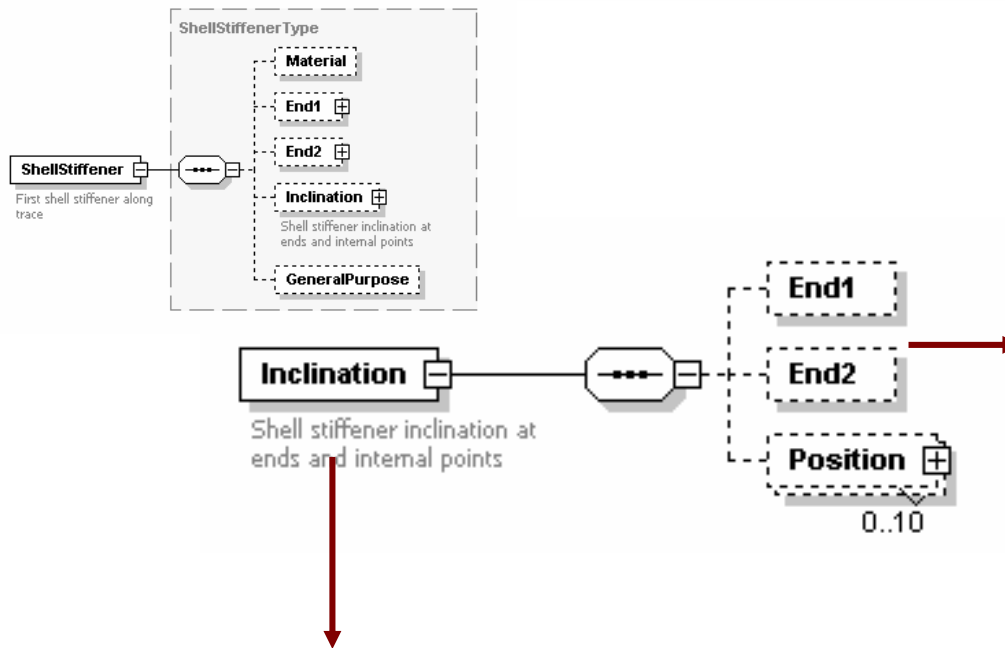 ShellStiffenerType
Material
End1
End2
ShellStiffener
First shell stiffener along
trace
Inclination
Shell stiffener inclination at
ends and internal points
GeneralPurpose
Inclination
Shell stiffener inclination at
ends and internal points
End1
End2
Position
0..10